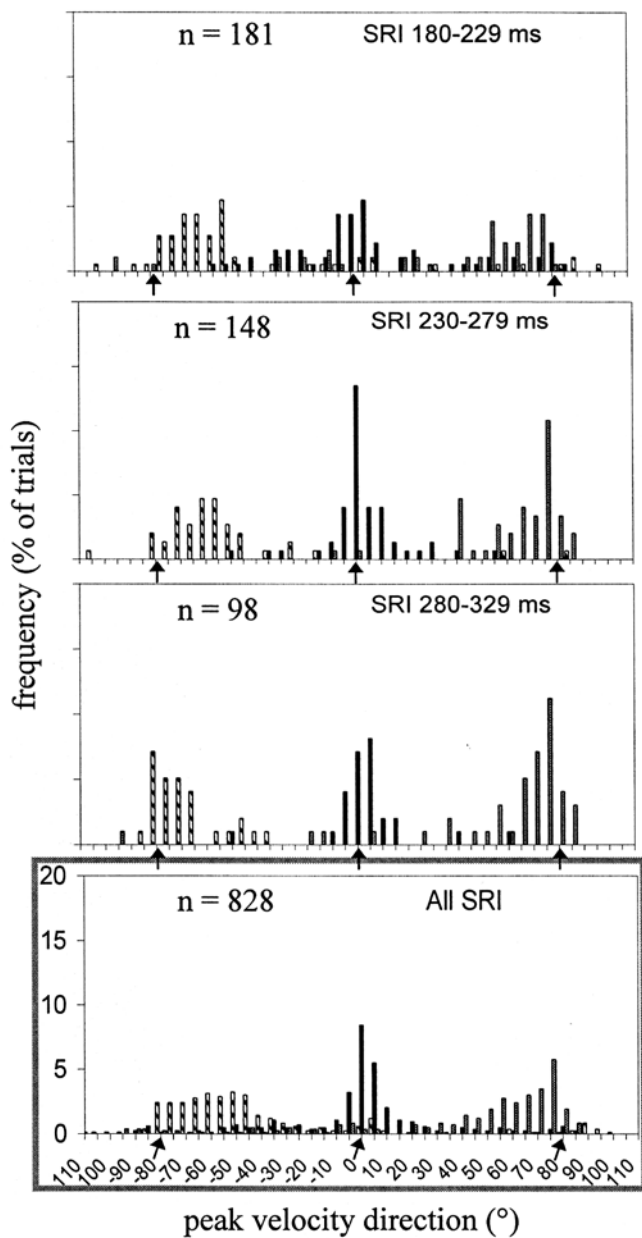 n = 181 SRI 180-229 ms
n = 148 SRI 230-279 ms
n = 98 SRI 280-329 ms
frequency (% of trials)
n = 828 All SRI
20
15
10
5
0
110 100 -90 -80 -70 -60 -50 -40 -30 -20 -10 0 10 20 30 40 50 60 70 80 90 100 110
peak velocity direction (°)